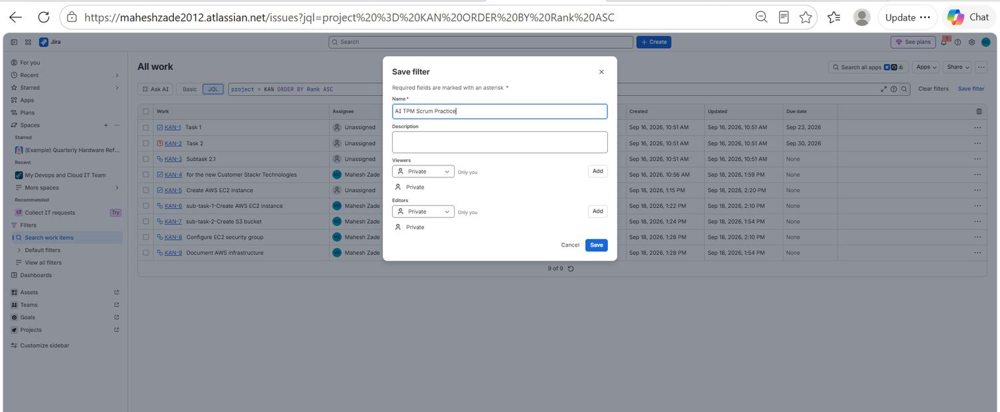 https://maheshzade2012.atlassian.net/issues?jql=project%20%3D%20KAN%20ORDER%20BY%20Rank%20ASC
Update
Chat
Jira
Search
Create
See plans
1
MZ
For you
Recent
Starred
Apps
Plans
Spaces
Starred
(Example) Quarterly Hardware Ref...
Recent
My Devops and Cloud IT Team
More spaces
Recommended
Collect IT requests Try
Filters
Search work items
Default filters
View all filters
Dashboards
Assets
Teams
Goals
Projects
Customize sidebar
All work
Search all apps
Apps
Share
Ask AI
Basic
JQL
project = KAN ORDER BY Rank ASC
Clear filters
Save filter
Work Assignee Created Updated Due date
KAN-1 Task 1 Unassigned Sep 16, 2026, 10:51 AM Sep 16, 2026, 10:51 AM Sep 23, 2026
KAN-2 Task 2 Unassigned Sep 16, 2026, 10:51 AM Sep 16, 2026, 10:51 AM Sep 30, 2026
KAN-3 Subtask 2.1 Unassigned Sep 16, 2026, 10:51 AM Sep 16, 2026, 10:51 AM None
KAN-4 for the new Customer Stackr Technologies MZ Mahesh Zade Sep 16, 2026, 10:56 AM Sep 18, 2026, 1:59 PM None
KAN-5 Create AWS EC2 instance Unassigned Sep 18, 2026, 1:15 PM Sep 18, 2026, 2:20 PM None
KAN-6 sub-task-1-Create AWS EC2 instance MZ Mahesh Zade Sep 18, 2026, 1:22 PM Sep 18, 2026, 2:10 PM None
KAN-7 sub-task-2-Create S3 bucket MZ Mahesh Zade Sep 18, 2026, 1:24 PM Sep 18, 2026, 1:54 PM None
KAN-8 Configure EC2 security group MZ Mahesh Zade Sep 18, 2026, 1:28 PM Sep 18, 2026, 2:10 PM None
KAN-9 Document AWS infrastructure MZ Mahesh Zade Sep 18, 2026, 1:28 PM Sep 18, 2026, 1:54 PM None
9 of 9
Save filter
Required fields are marked with an asterisk *
Name *
AI TPM Scrum Practice
Description
Viewers
Private Only you Add
Private
Editors
Private Only you Add
Private
Cancel Save